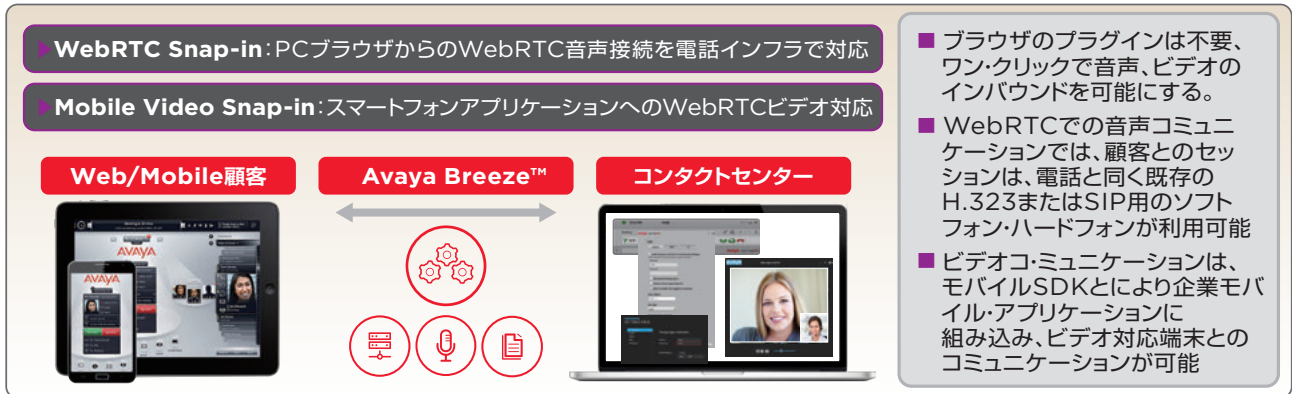 WebRTC Snap-in:PCブラウザからのWebRTC音声接続を電話インフラで対応
Mobile Video Snap-in:スマートフォンアプリケーションへのWebRTCビデオ対応
Web/Mobile顧客
Avaya Breeze™
コンタクトセンター
AVAYA
AVAYA
■ ブラウザのプラグインは不要、
ワン・クリックで音声、ビデオの
インバウンドを可能にする。
■ WebRTCでの音声コミュニ
ケーションでは、顧客とのセッ
ションは、電話と同く既存の
H.323またはSIP用のソフト
フォン・ハードフォンが利用可能
■ ビデオコ・ミュニケーションは、
モバイルSDKとにより企業モバ
イル・アプリケーションに
組み込み、ビデオ対応端末との
コミュニケーションが可能